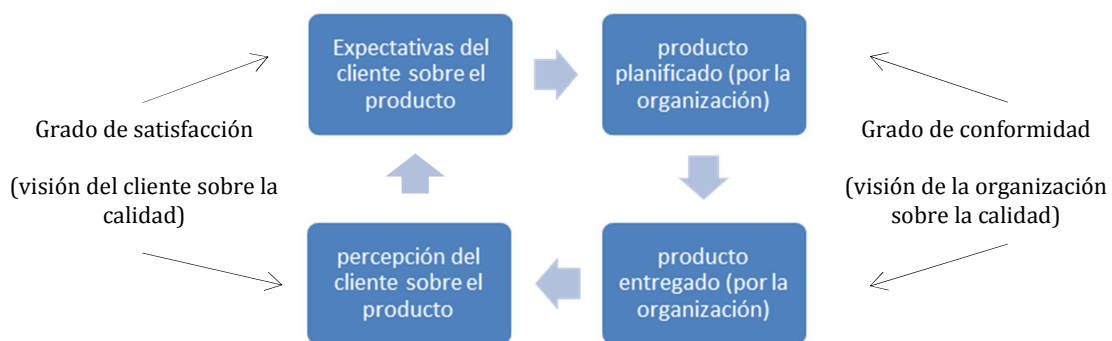 Expectativas del
cliente sobre el
producto
producto
planificado (por la
organización)
Grado de satisfacción
(visión del cliente sobre la
calidad)
Grado de conformidad
(visión de la organización
sobre la calidad)
percepción del
cliente sobre el
producto
producto
entregado (por la
organización)